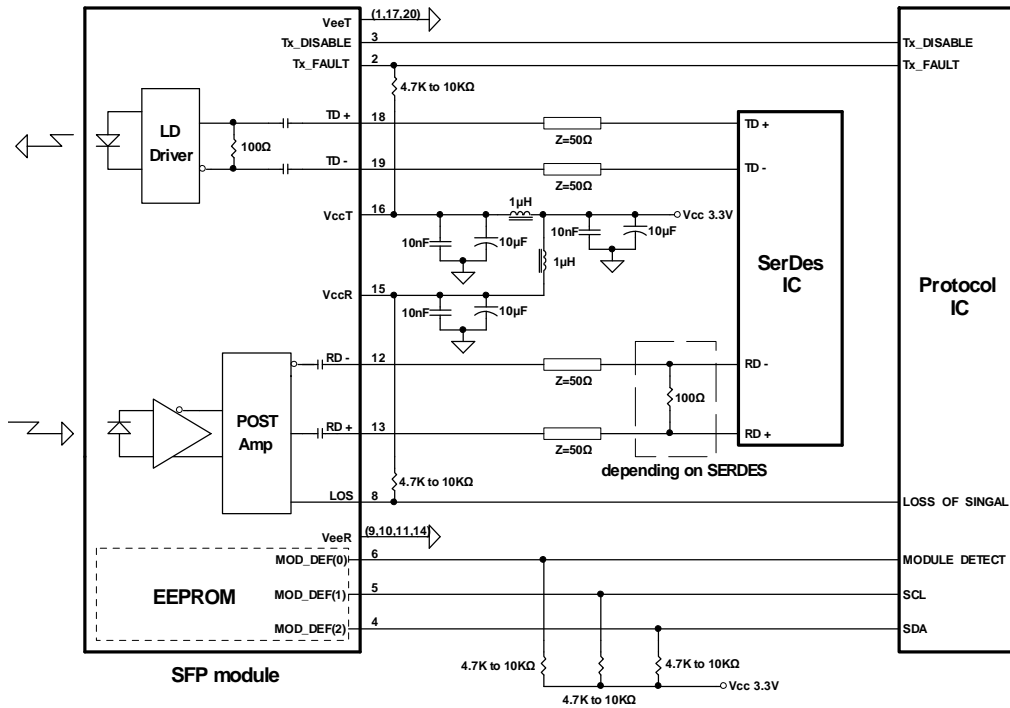 VeeT (1,17,20)
Tx_DISABLE 3 Tx_DISABLE
Tx_FAULT 2 Tx_FAULT
4.7K to 10KΩ
LD
Driver
100Ω
TD + 18 TD +
Z=50Ω
TD - 19 TD -
Z=50Ω
1µH
VccT 16 Vcc 3.3V
10nF 10µF 10nF 10µF
1µH
SerDes
IC
Protocol
IC
VccR 15
10nF 10µF
RD - 12 RD -
Z=50Ω
100Ω
POST
Amp
RD + 13 RD +
Z=50Ω
depending on SERDES
4.7K to 10KΩ
LOS 8 LOSS OF SINGAL
VeeR (9,10,11,14)
MOD_DEF(0) 6 MODULE DETECT
EEPROM
MOD_DEF(1) 5 SCL
MOD_DEF(2) 4 SDA
4.7K to 10KΩ 4.7K to 10KΩ
SFP module
Vcc 3.3V
4.7K to 10KΩ